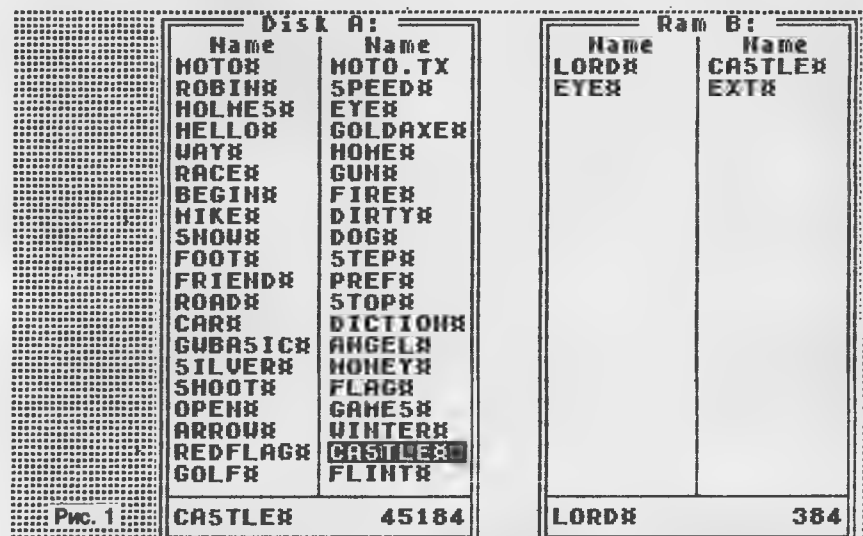 Disk A:
Name Name
MOTO¤ MOTO.TX
ROBIN¤ SPEED¤
HOLMES¤ EYE¤
HELLO¤ GOLDAXE¤
WAY¤ HOME¤
RACE¤ GUN¤
BEGIN¤ FIRE¤
MIKE¤ DIRTY¤
SHOW¤ DOG¤
FOOT¤ STEP¤
FRIEND¤ PREF¤
ROAD¤ STOP¤
CAR¤ DICTION¤
GWBASIC¤ ANGEL¤
SILVER¤ MONEY¤
SHOOT¤ FLAG¤
OPEN¤ GAMES¤
ARROW¤ WINTER¤
REDFLAG¤ CASTLE¤
GOLF¤ FLINT¤
CASTLE¤ 45184
Ram B:
Name Name
LORD¤ CASTLE¤
EYE¤ EXT¤
LORD¤ 384
Рис. 1